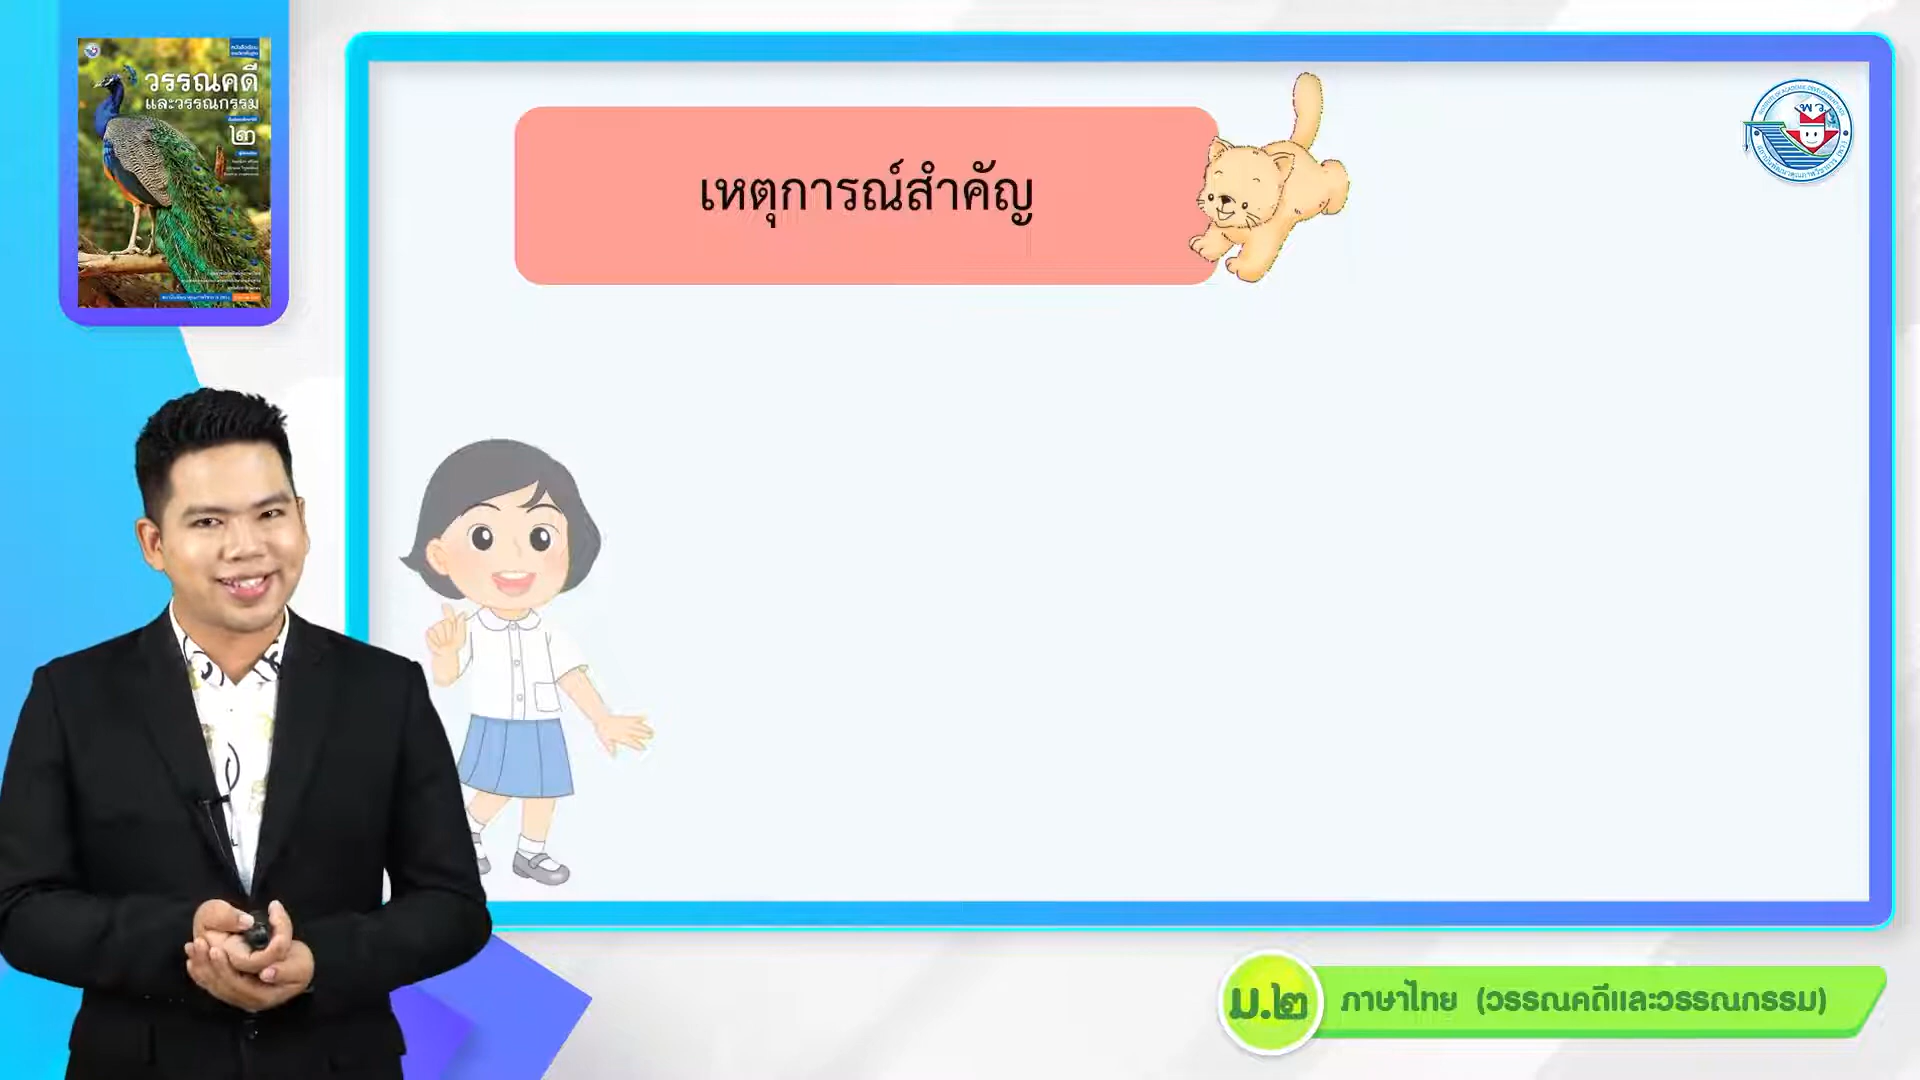 วรรณคดี
และวรรณกรรม
๒
เหตุการณ์สำคัญ
พว
ม.๒
ภาษาไทย (วรรณคดีและวรรณกรรม)